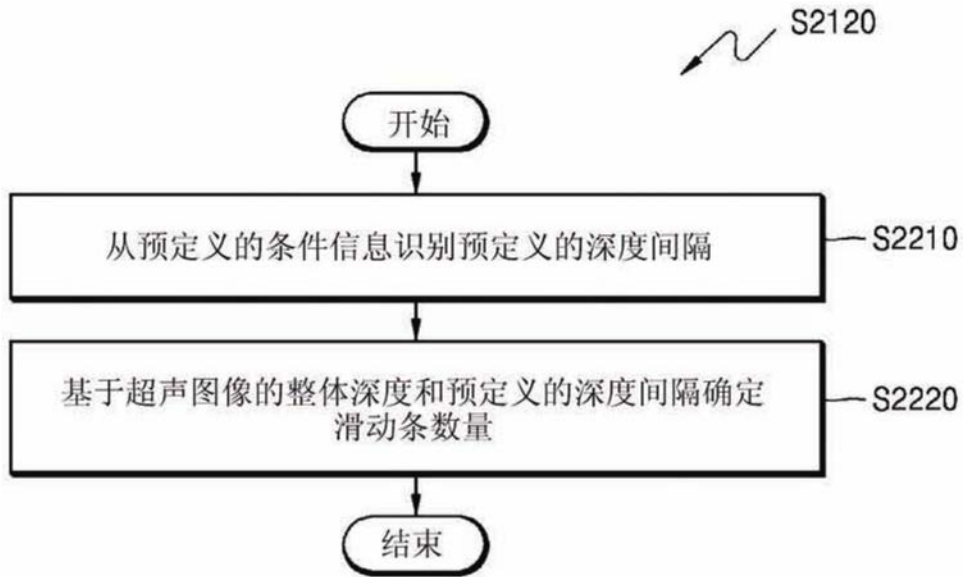 S2120
开始
从预定义的条件信息识别预定义的深度间隔
S2210
基于超声图像的整体深度和预定义的深度间隔确定
滑动条数量
S2220
结束